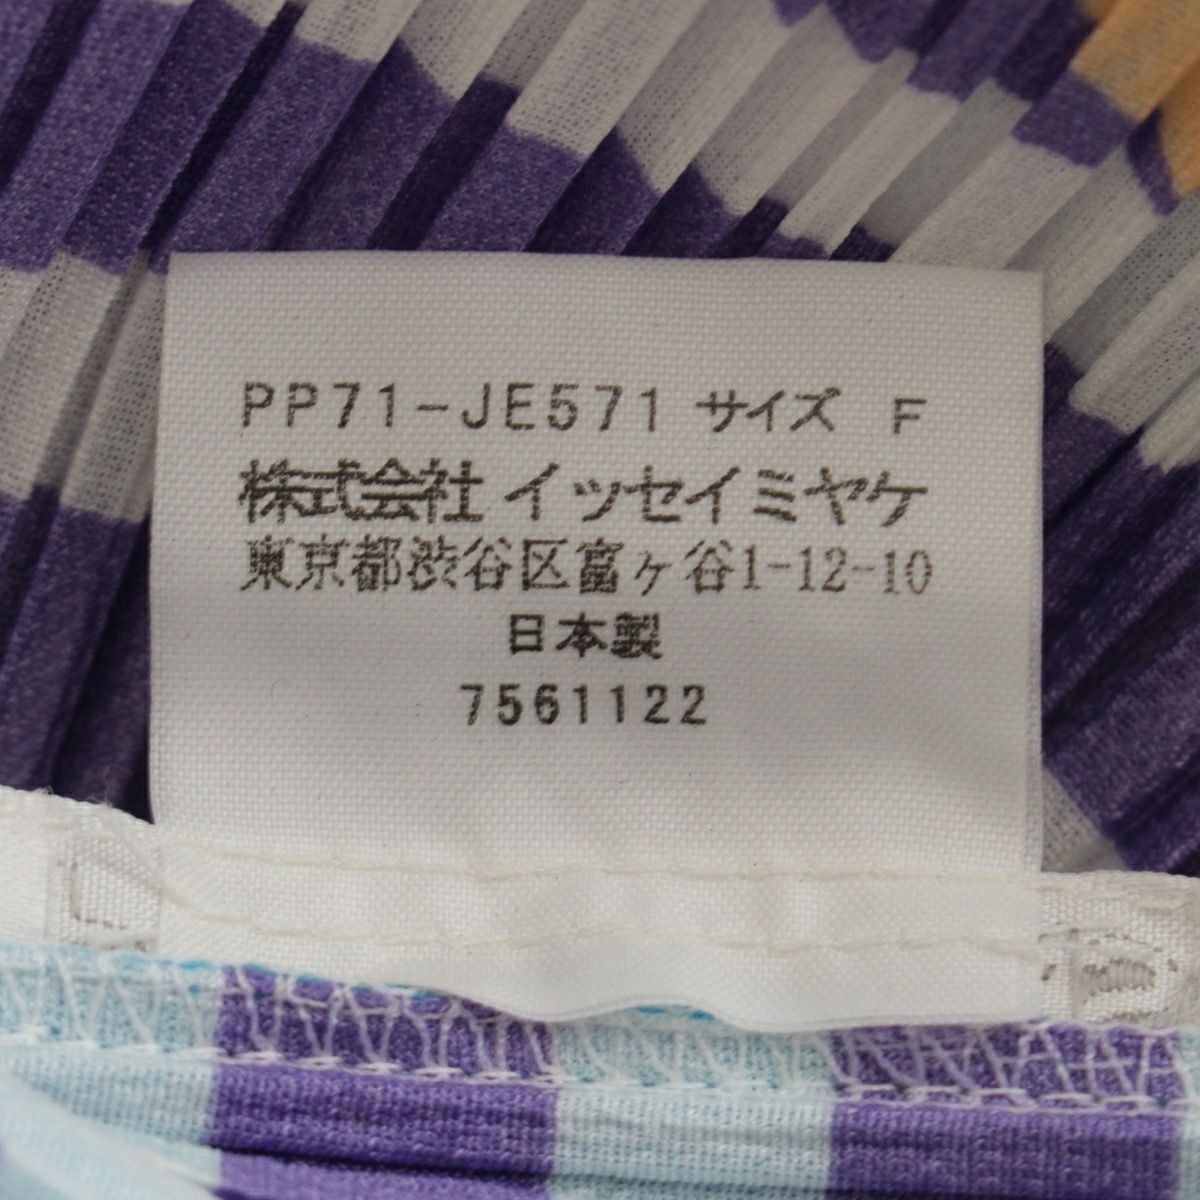 PP71-JE571 サイズ F
株式会社 イッセイミヤケ
東京都渋谷区富ヶ谷1-12-10
日本製
7561122